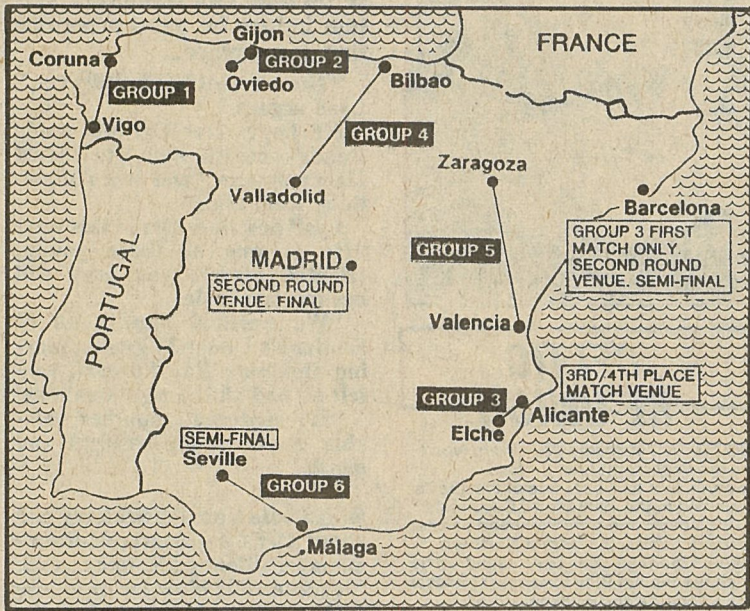 Gijon
FRANCE
Coruna
GROUP 2
Oviedo
Bilbao
GROUP 1
Vigo
GROUP 4
Zaragoza
Valladolid
Barcelona
GROUP 3 FIRST
MATCH ONLY.
SECOND ROUND
VENUE. SEMI-FINAL
GROUP 5
MADRID
SECOND ROUND
VENUE. FINAL
PORTUGAL
Valencia
3RD/4TH PLACE
MATCH VENUE
GROUP 3
Alicante
Elche
SEMI-FINAL
Seville
GROUP 6
Málaga